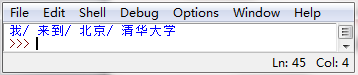 File Edit Shell Debug Options Window Help
我/ 来到/ 北京/ 清华大学
>>>
Ln: 45 Col: 4